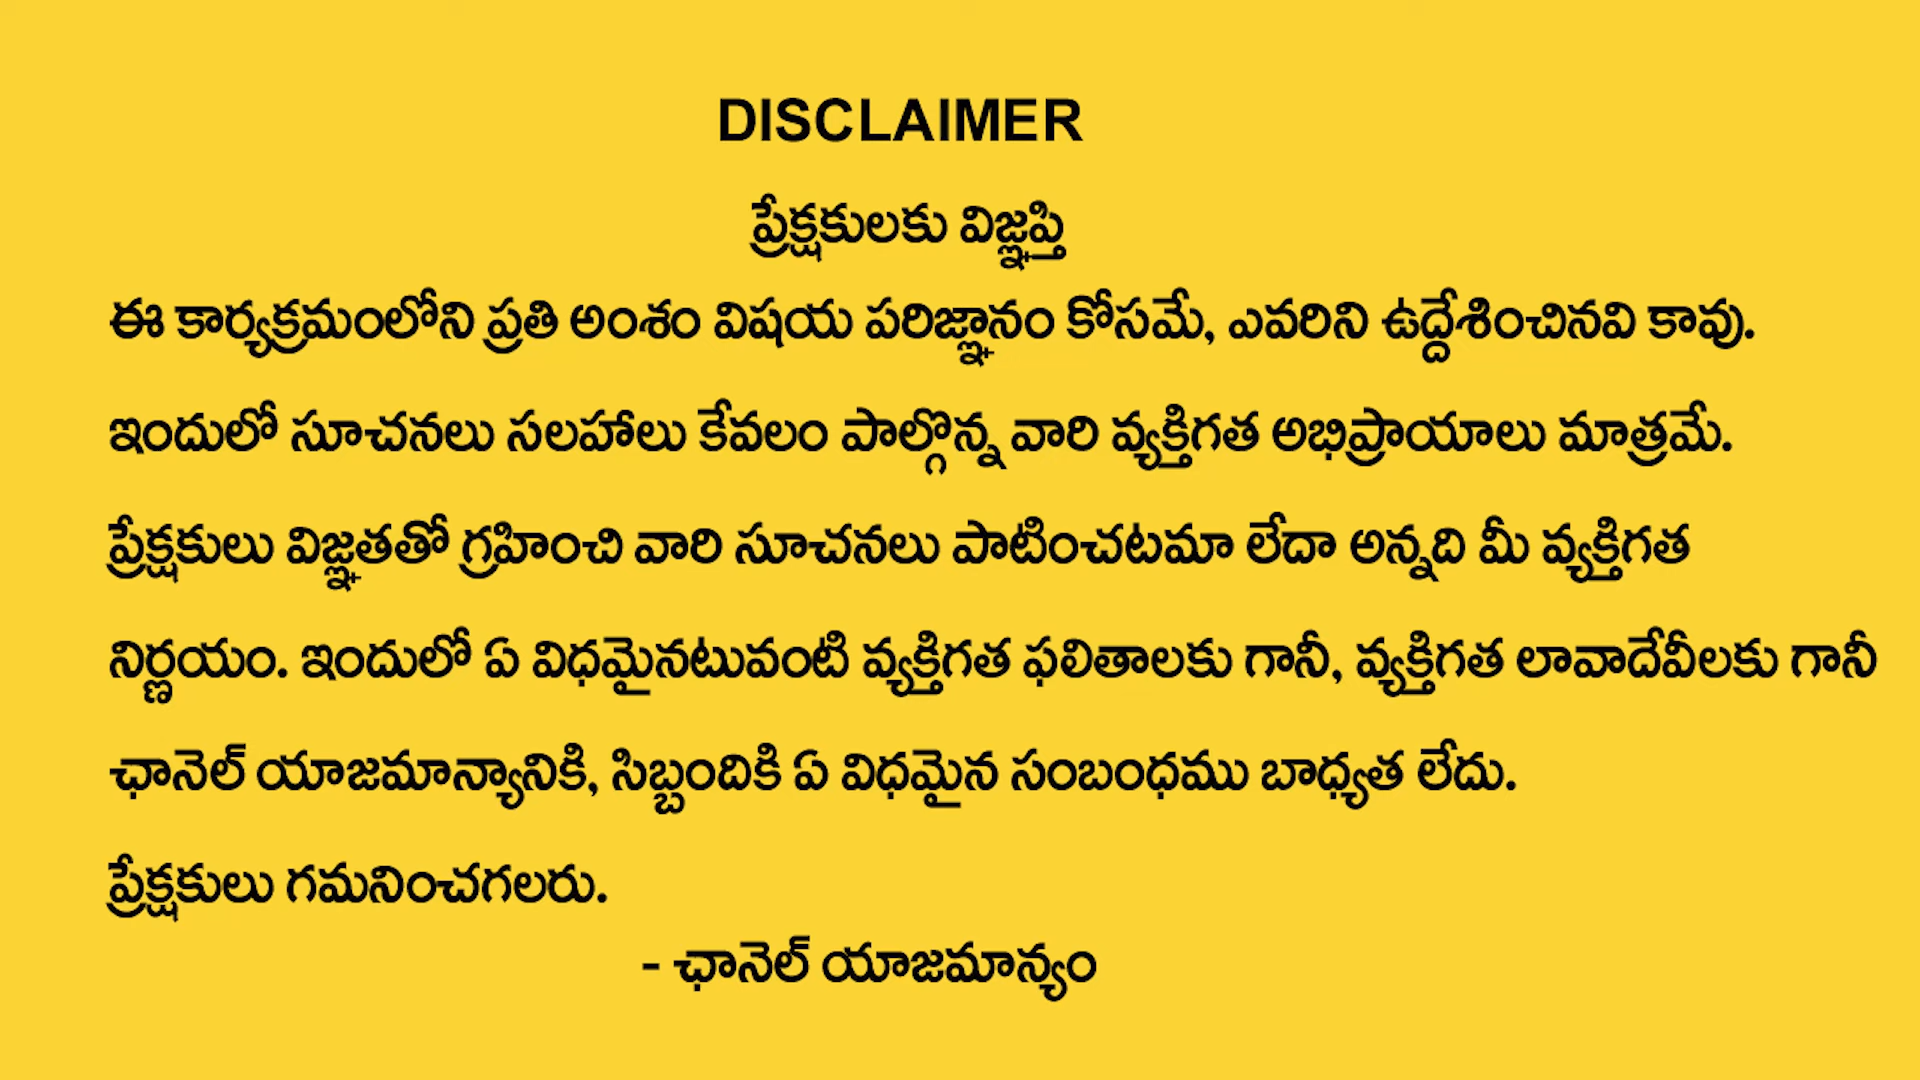 DISCLAIMER
ప్రేక్షకులకు విజ్ఞప్తి
ఈ కార్యక్రమంలోని ప్రతి అంశం విషయ పరిజ్ఞానం కోసమే, ఎవరిని ఉద్దేశించినవి కావు.
ఇందులో సూచనలు సలహాలు కేవలం పాల్గొన్న వారి వ్యక్తిగత అభిప్రాయాలు మాత్రమే.
ప్రేక్షకులు విజ్ఞతతో గ్రహించి వారి సూచనలు పాటించటమా లేదా అన్నది మీ వ్యక్తిగత
నిర్ణయం. ఇందులో ఏ విధమైనటువంటి వ్యక్తిగత ఫలితాలకు గానీ, వ్యక్తిగత లావాదేవీలకు గానీ
ఛానెల్ యాజమాన్యానికి, సిబ్బందికి ఏ విధమైన సంబంధము బాధ్యత లేదు.
ప్రేక్షకులు గమనించగలరు.
- ఛానెల్ యాజమాన్యం